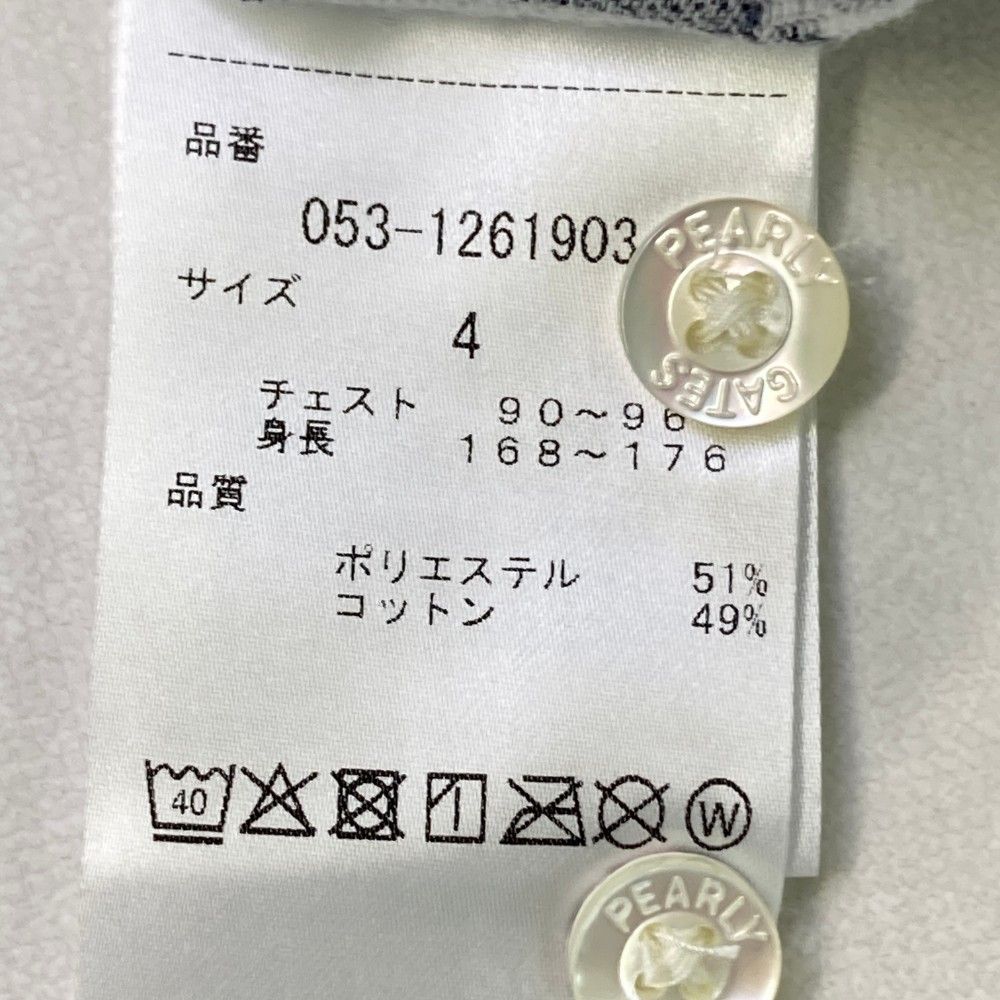 品番
053-1261903
サイズ
4
チェスト 90～96
身長 168～176
品質
ポリエステル 51%
コットン 49%
40
W
PEARLY
GATES
PEARLY